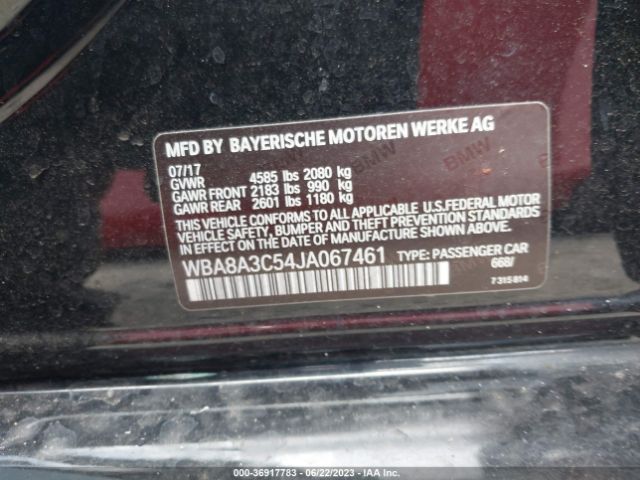 MFD BY BAYERISCHE MOTOREN WERKE AG
07/17
GVWR 4585 lbs 2080 kg
GAWR FRONT 2183 lbs 990 kg
GAWR REAR 2601 lbs 1180 kg
THIS VEHICLE CONFORMS TO ALL APPLICABLE U.S.FEDERAL MOTOR
VEHICLE SAFETY, BUMPER AND THEFT PREVENTION STANDARDS
IN EFFECT ON THE DATE OF MANUFACTURE SHOWN ABOVE.
WBA8A3C54JA067461 TYPE: PASSENGER CAR
668/
7315814
000-36917783 - 06/22/2023 - IAA Inc.